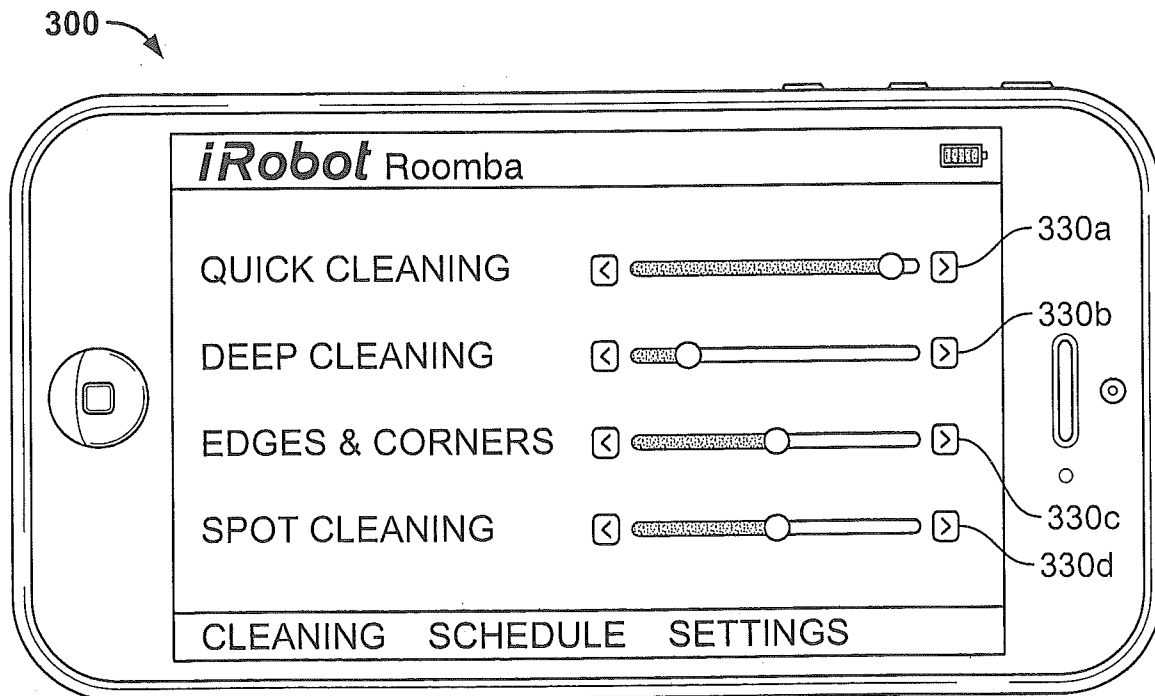 300
iRobot Roomba
QUICK CLEANING
330a
DEEP CLEANING
330b
EDGES & CORNERS
330c
SPOT CLEANING
330d
CLEANING SCHEDULE SETTINGS